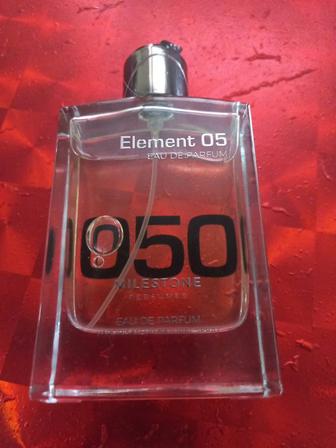 Element 05
EAU DE PARFUM
050
MILESTONE
PERFUMES
EAU DE PARFUM